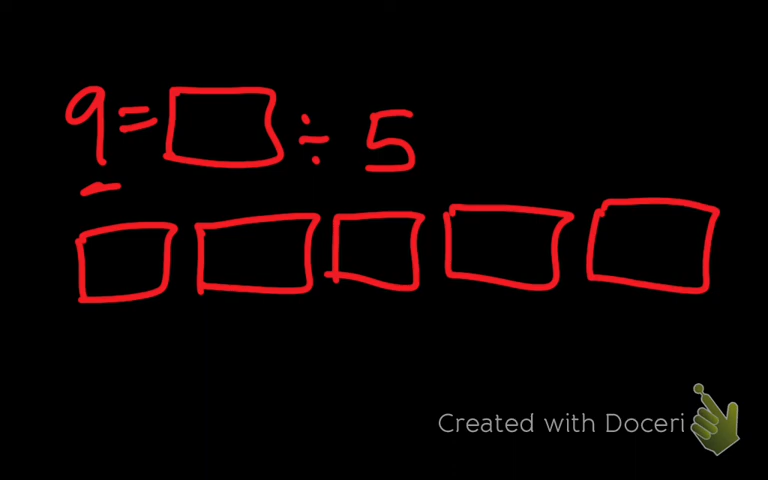 9 = □ ÷ 5
Created with Doceri